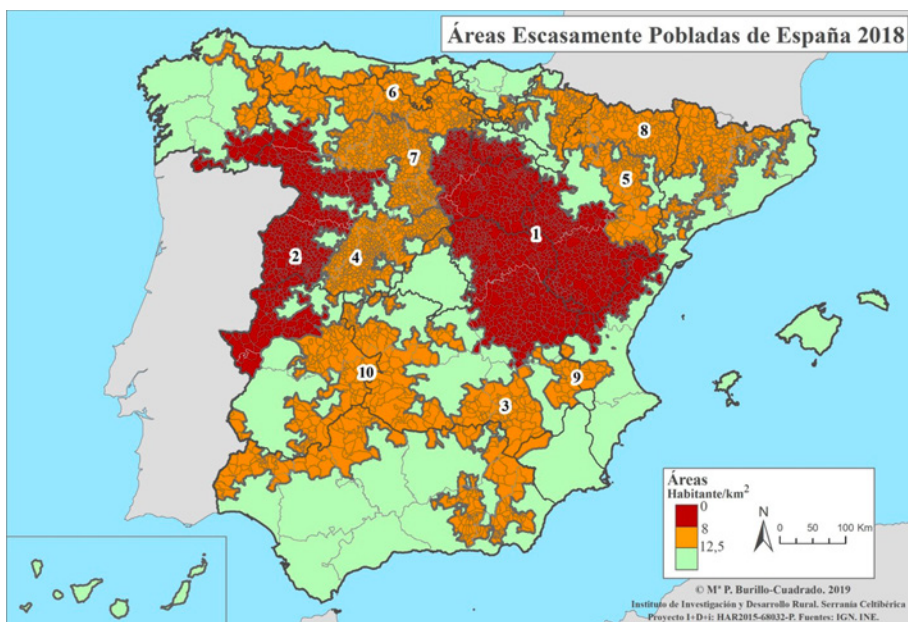 Áreas Escasamente Pobladas de España 2018
6
8
7
5
1
2
4
10
9
3
Áreas
Habitante/km²
0
8
12,5
N
0 50 100 Km
© Mª P. Burillo-Cuadrado. 2019
Instituto de Investigación y Desarrollo Rural. Serranía Celtibérica
Proyecto I+D+i: HAR2015-68032-P. Fuentes: IGN. INE.